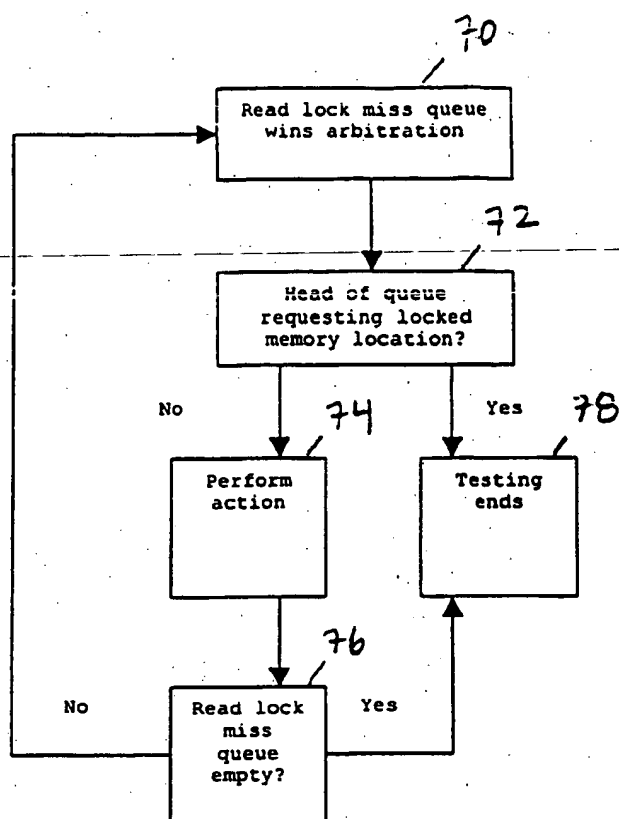 70
Read lock miss queue
wins arbitration
72
Head of queue
requesting locked
memory location?
No
74
Yes
78
Perform
action
Testing
ends
76
No
Read lock
miss
queue
empty?
Yes